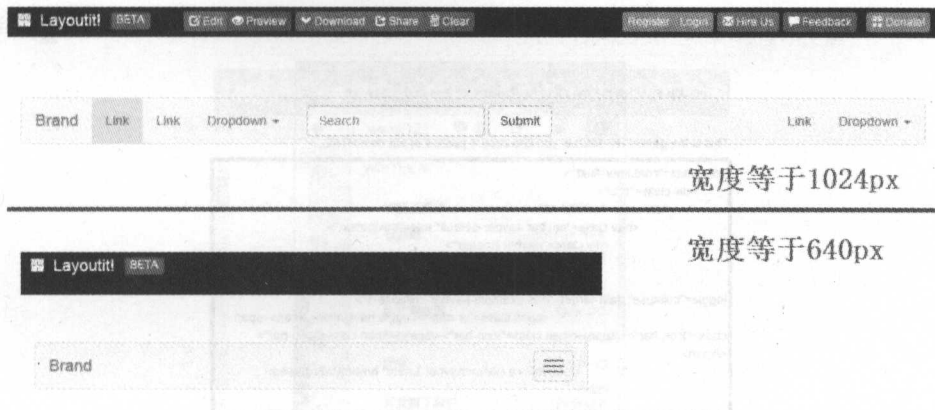 Layoutit! BETA Edit Preview Download Share Clear Register Login Hire Us Feedback Donate!
Brand Link Link Dropdown Search Submit Link Dropdown
宽度等于1024px
宽度等于640px
Layoutit! BETA
Brand